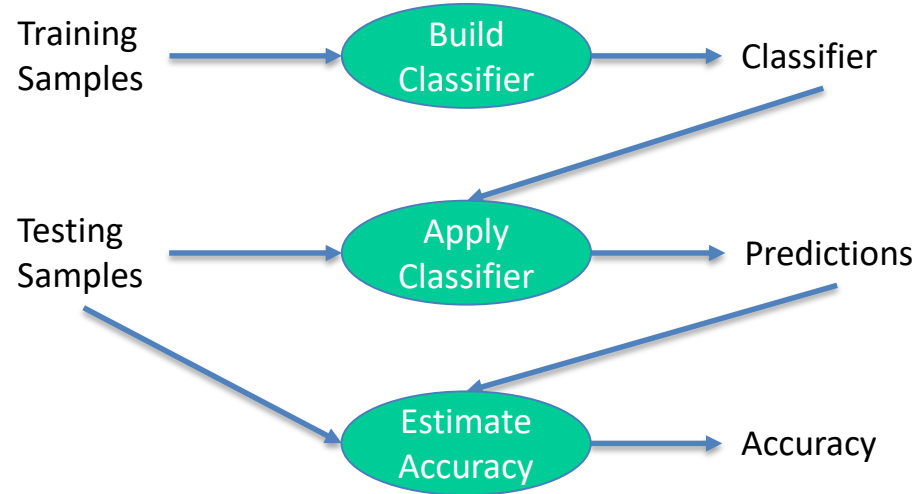 Training
Samples
Build
Classifier
Classifier
Testing
Samples
Apply
Classifier
Predictions
Estimate
Accuracy
Accuracy